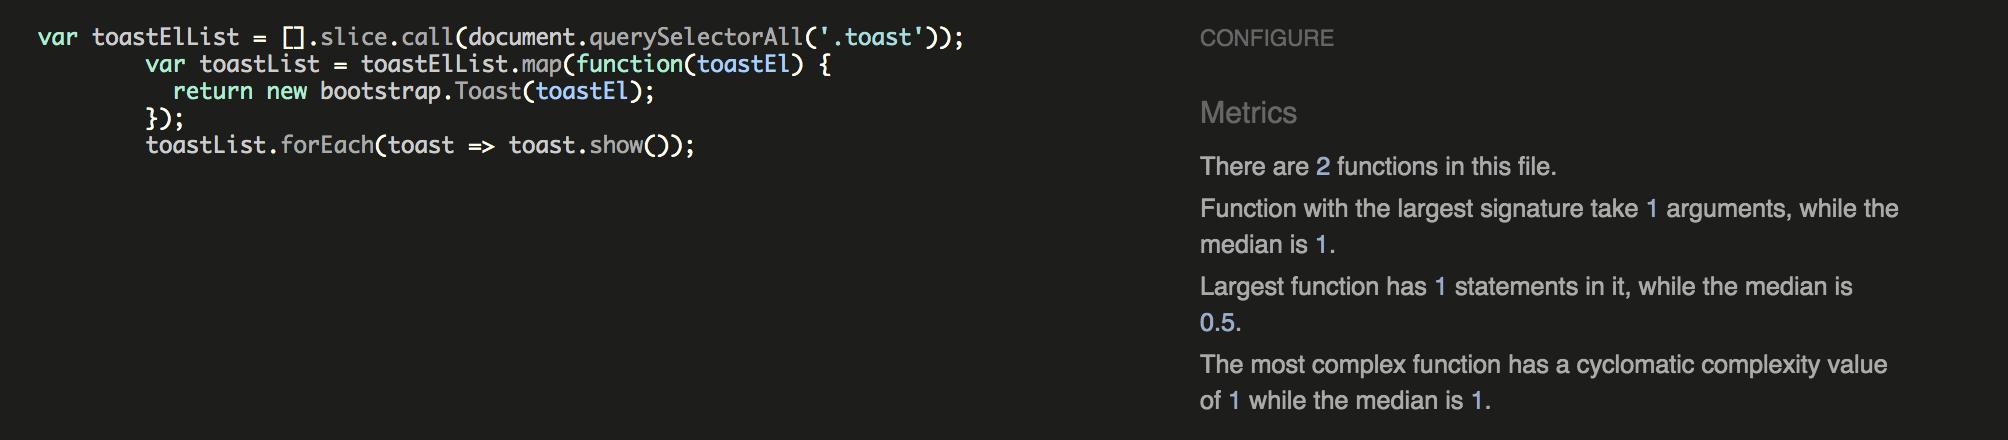 var toastElList = [].slice.call(document.querySelectorAll('.toast'));
var toastList = toastElList.map(function(toastEl) {
return new bootstrap.Toast(toastEl);
});
toastList.forEach(toast => toast.show());
CONFIGURE
Metrics
There are 2 functions in this file.
Function with the largest signature take 1 arguments, while the
median is 1.
Largest function has 1 statements in it, while the median is
0.5.
The most complex function has a cyclomatic complexity value
of 1 while the median is 1.